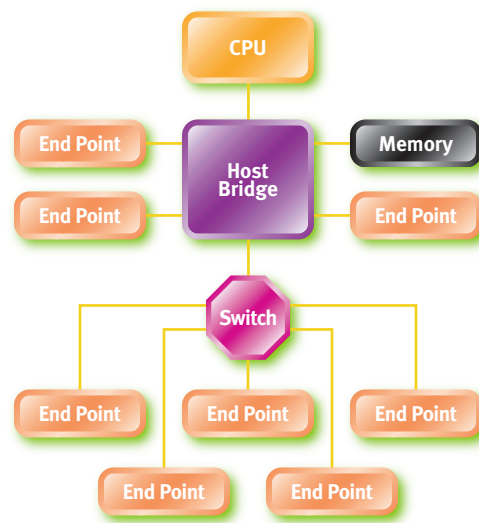 CPU
End Point
Memory
Host
Bridge
End Point
End Point
Switch
End Point
End Point
End Point
End Point
End Point